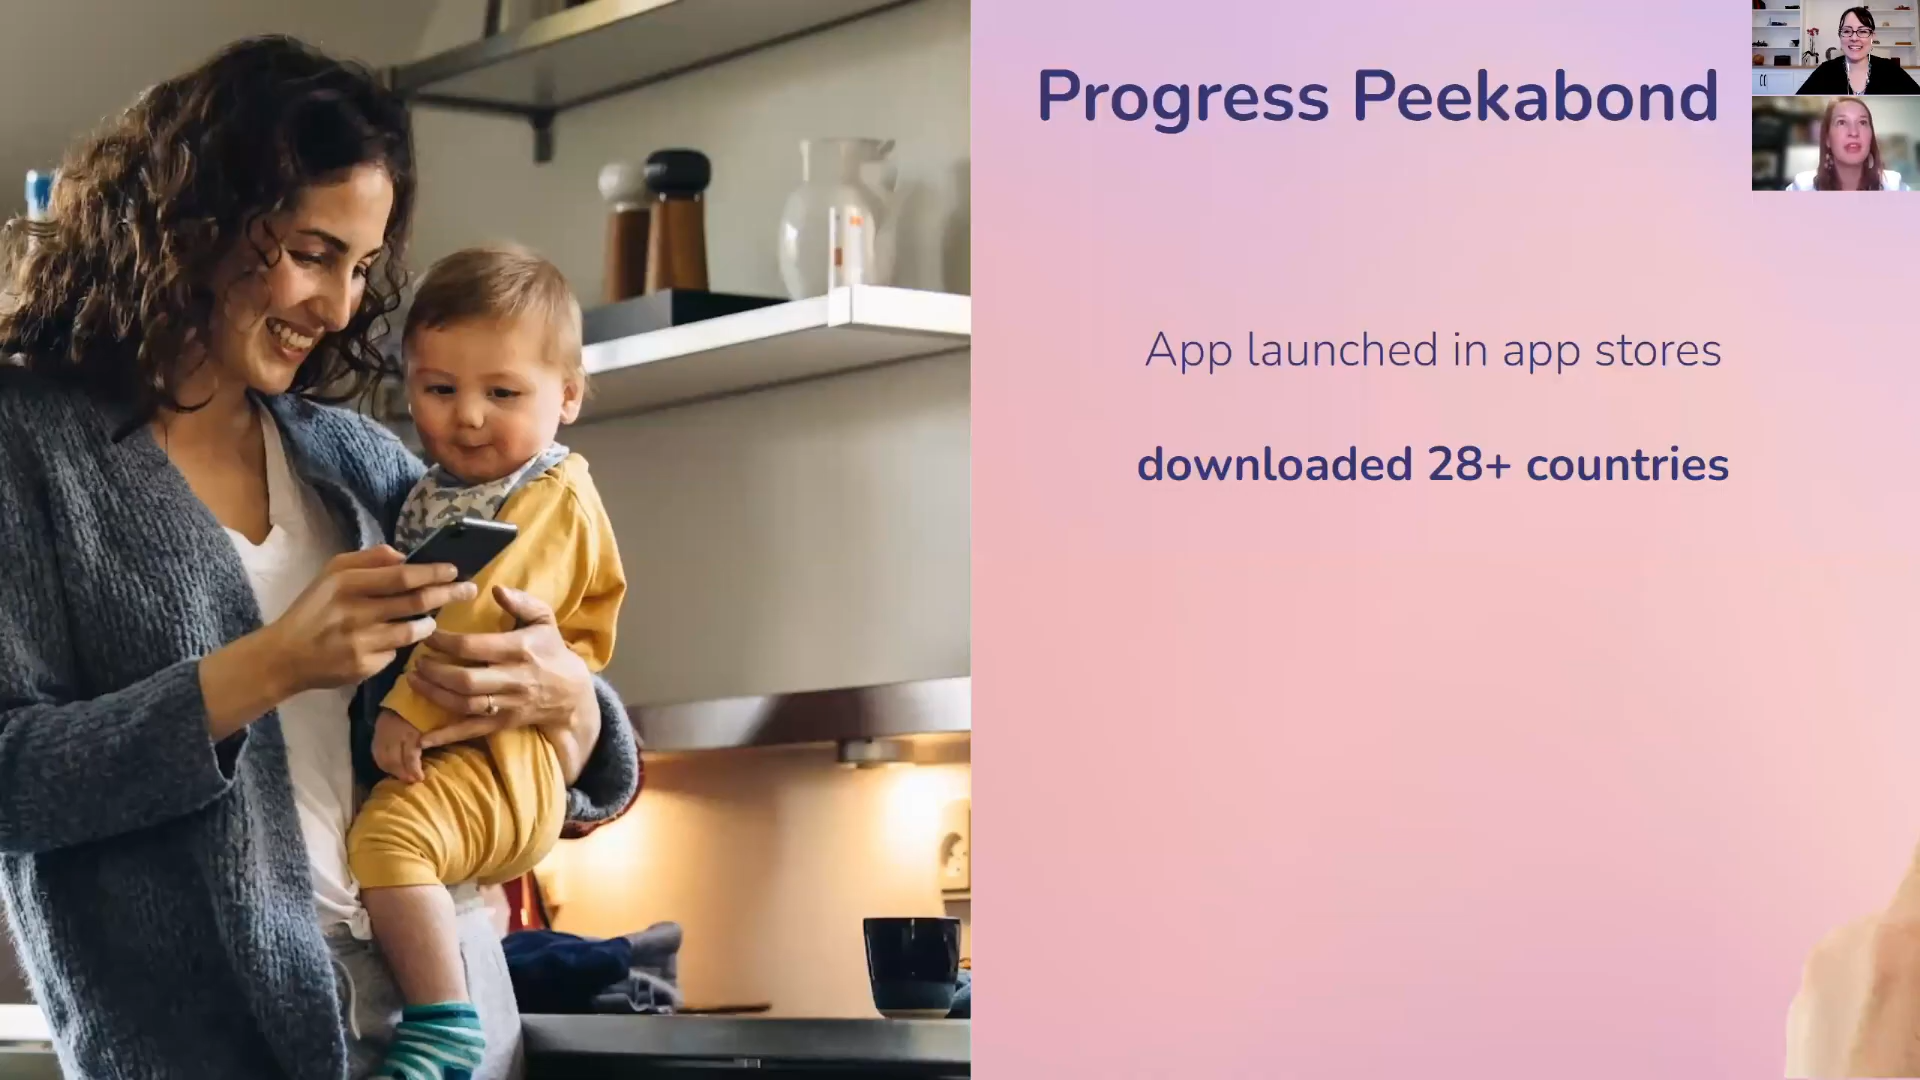 Progress Peekabond
App launched in app stores
downloaded 28+ countries